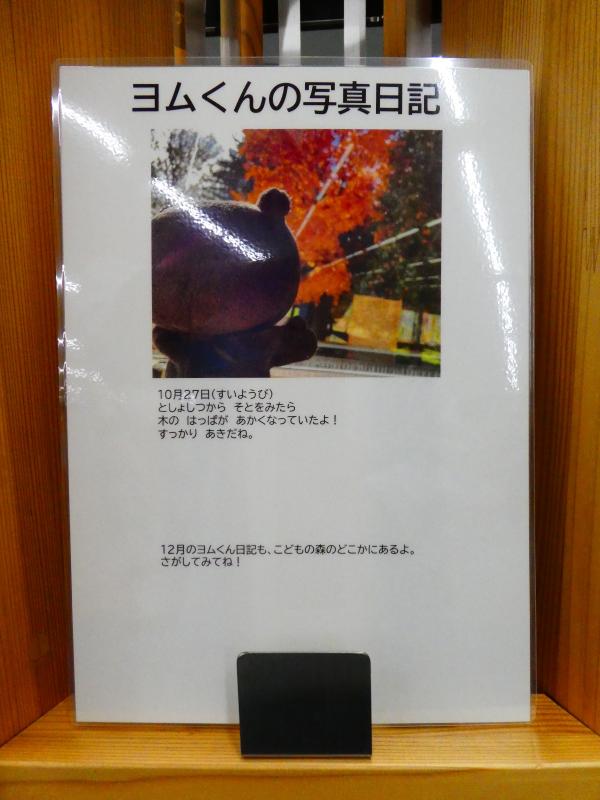 ヨムくんの写真日記
10月27日(すいようび)
としょしつから そとをみたら
木の はっぱが あかくなっていたよ!
すっかり あきだね。
12月のヨムくん日記も、こどもの森のどこかにあるよ。
さがしてみてね!